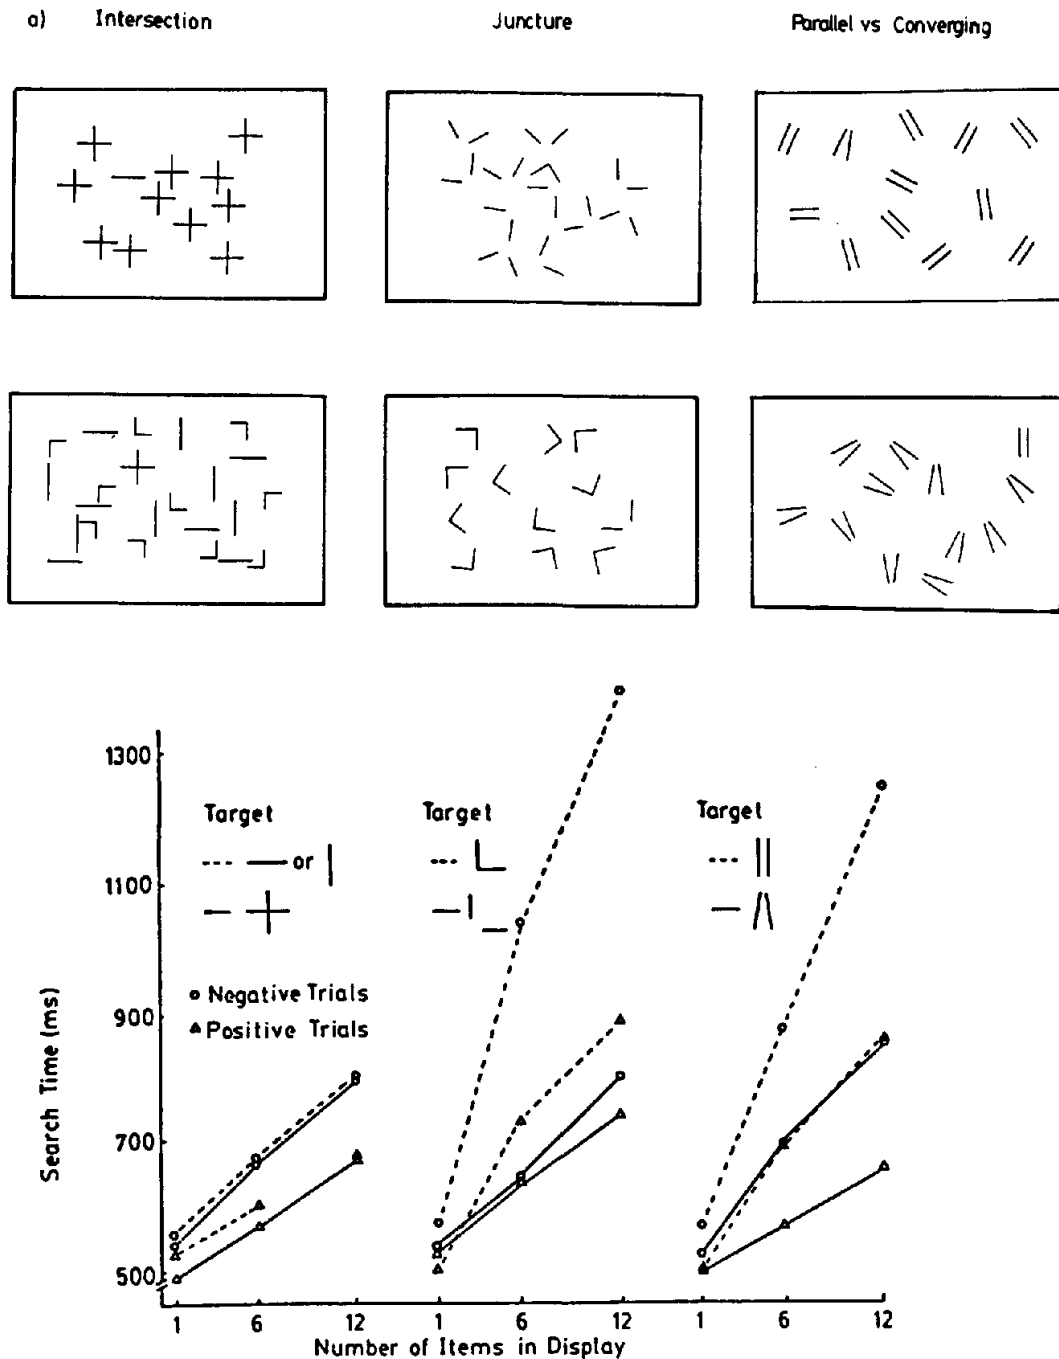 a) Intersection
Juncture
Parallel vs Converging
1300
1100
900
700
500
Search Time (ms)
Target
or
Target
Target
o Negative Trials
▵ Positive Trials
1 6 12
1 6 12
1 6 12
Number of Items in Display